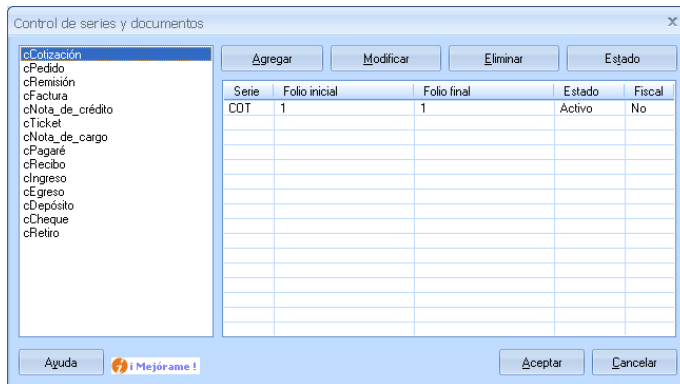 Control de series y documentos
x
cCotización
cPedido
cRemisión
cFactura
cNota_de_crédito
cTicket
cNota_de_cargo
cPagaré
cRecibo
cIngreso
cEgreso
cDepósito
cCheque
cRetiro
Agregar Modificar Eliminar Estado
Serie Folio inicial Folio final Estado Fiscal
COT 1 1 Activo No
Ayuda ¡ Mejórame ! Aceptar Cancelar